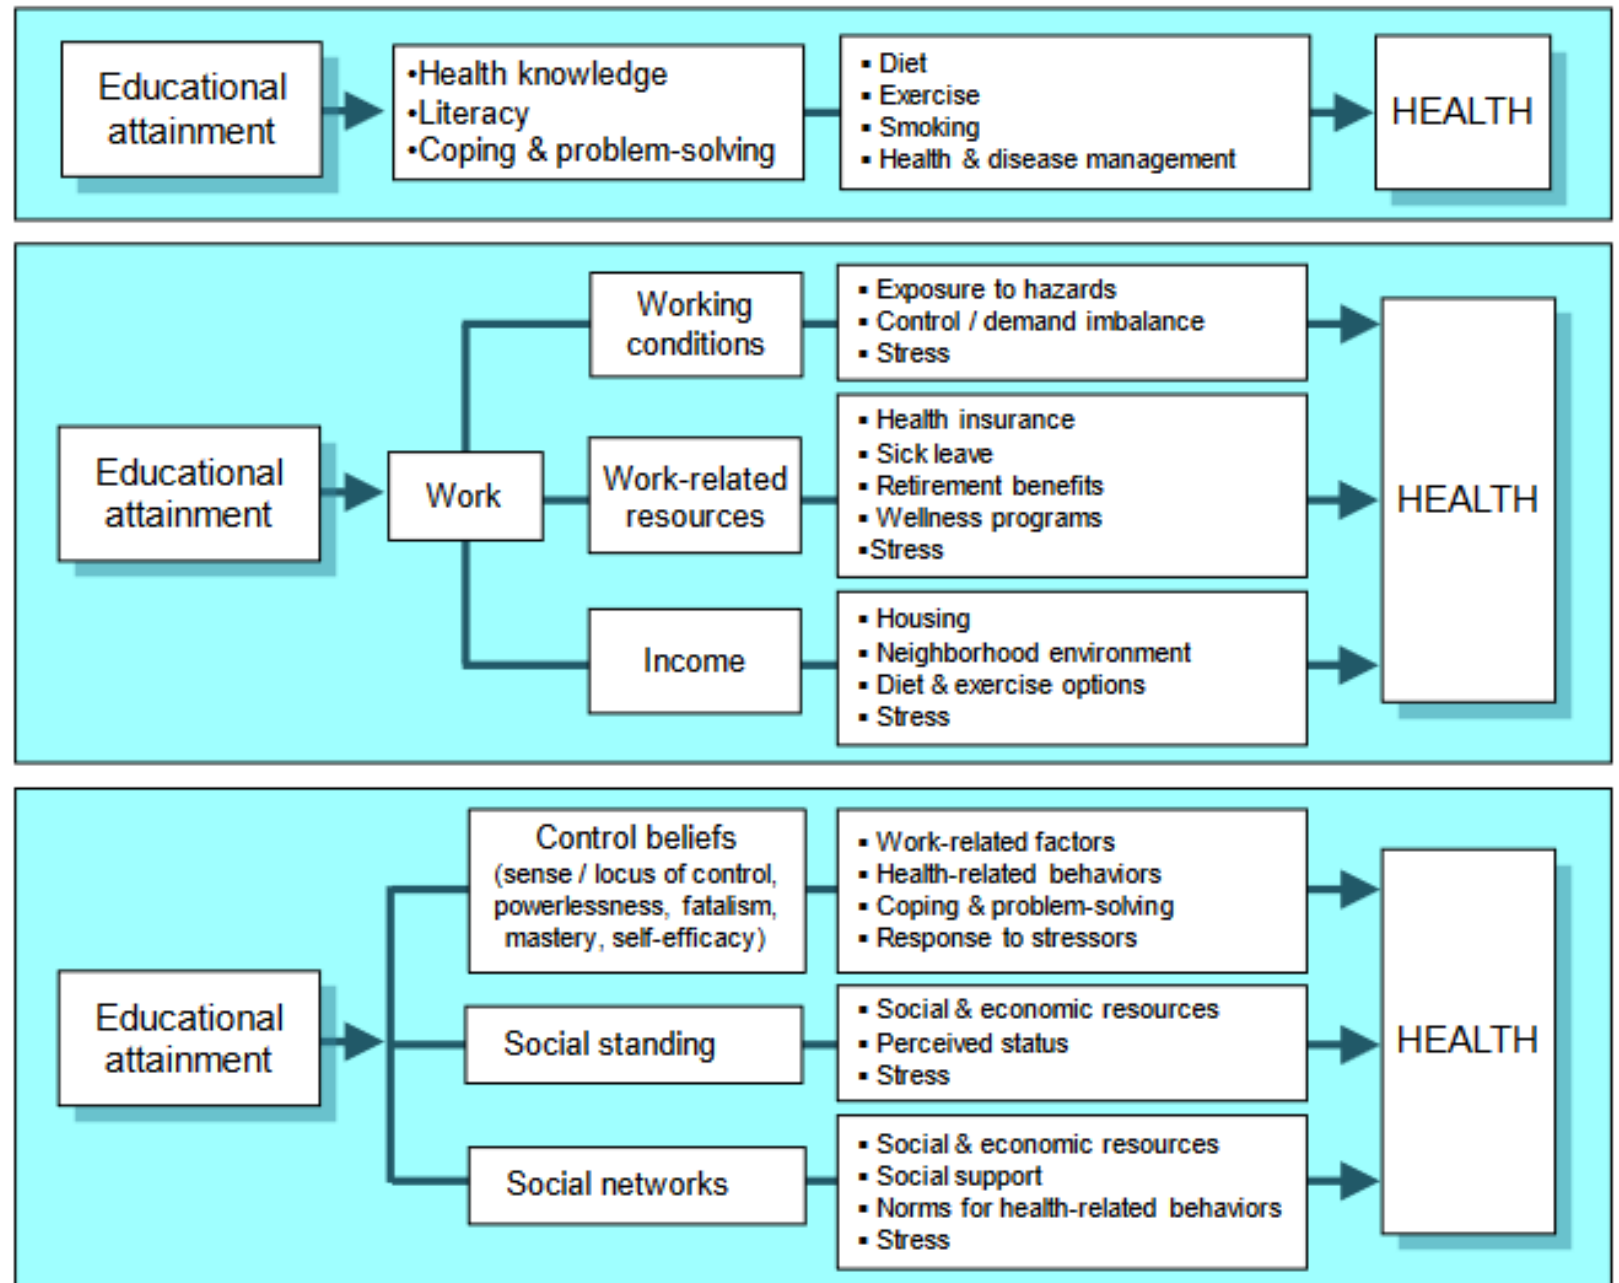 Educational
attainment
•Health knowledge
•Literacy
•Coping & problem-solving
▪ Diet
▪ Exercise
▪ Smoking
▪ Health & disease management
HEALTH
Educational
attainment
Work
Working
conditions
▪ Exposure to hazards
▪ Control / demand imbalance
▪ Stress
Work-related
resources
▪ Health insurance
▪ Sick leave
▪ Retirement benefits
▪ Wellness programs
▪Stress
Income
▪ Housing
▪ Neighborhood environment
▪ Diet & exercise options
▪ Stress
HEALTH
Educational
attainment
Control beliefs
(sense / locus of control,
powerlessness, fatalism,
mastery, self-efficacy)
▪ Work-related factors
▪ Health-related behaviors
▪ Coping & problem-solving
▪ Response to stressors
Social standing
▪ Social & economic resources
▪ Perceived status
▪ Stress
Social networks
▪ Social & economic resources
▪ Social support
▪ Norms for health-related behaviors
▪ Stress
HEALTH